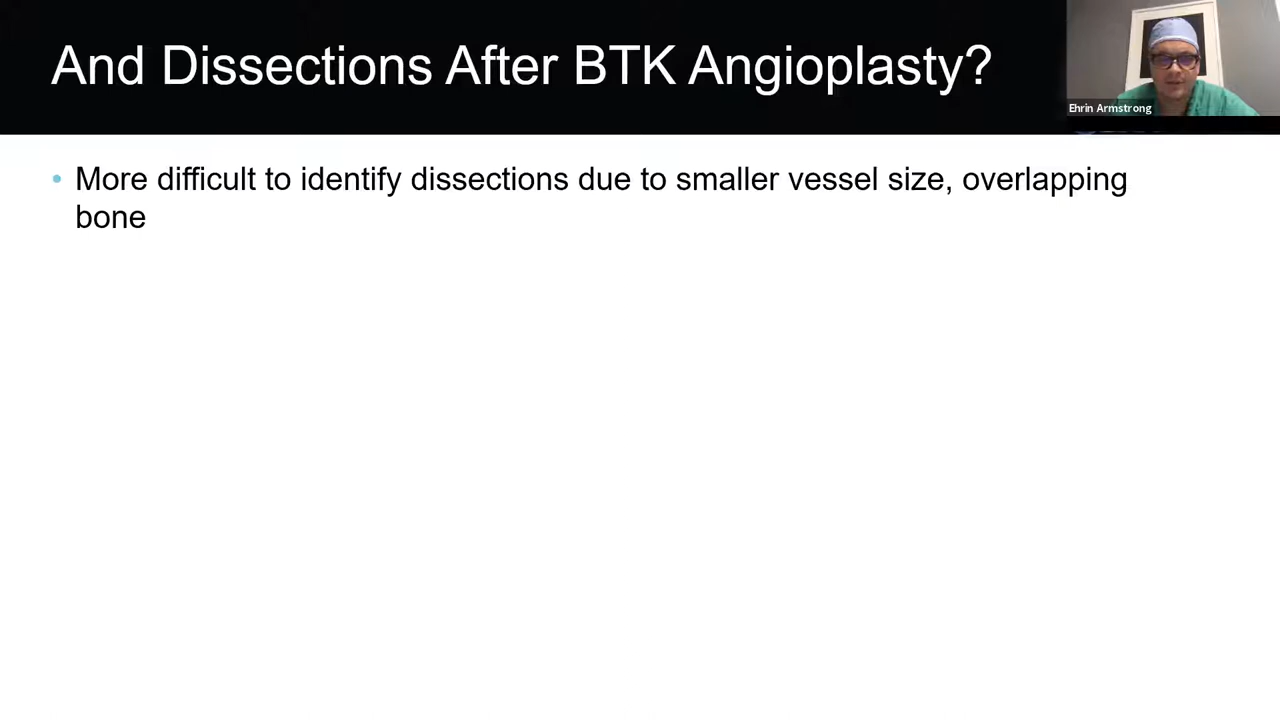 And Dissections After BTK Angioplasty?
Ehrin Armstrong
• More difficult to identify dissections due to smaller vessel size, overlapping
bone